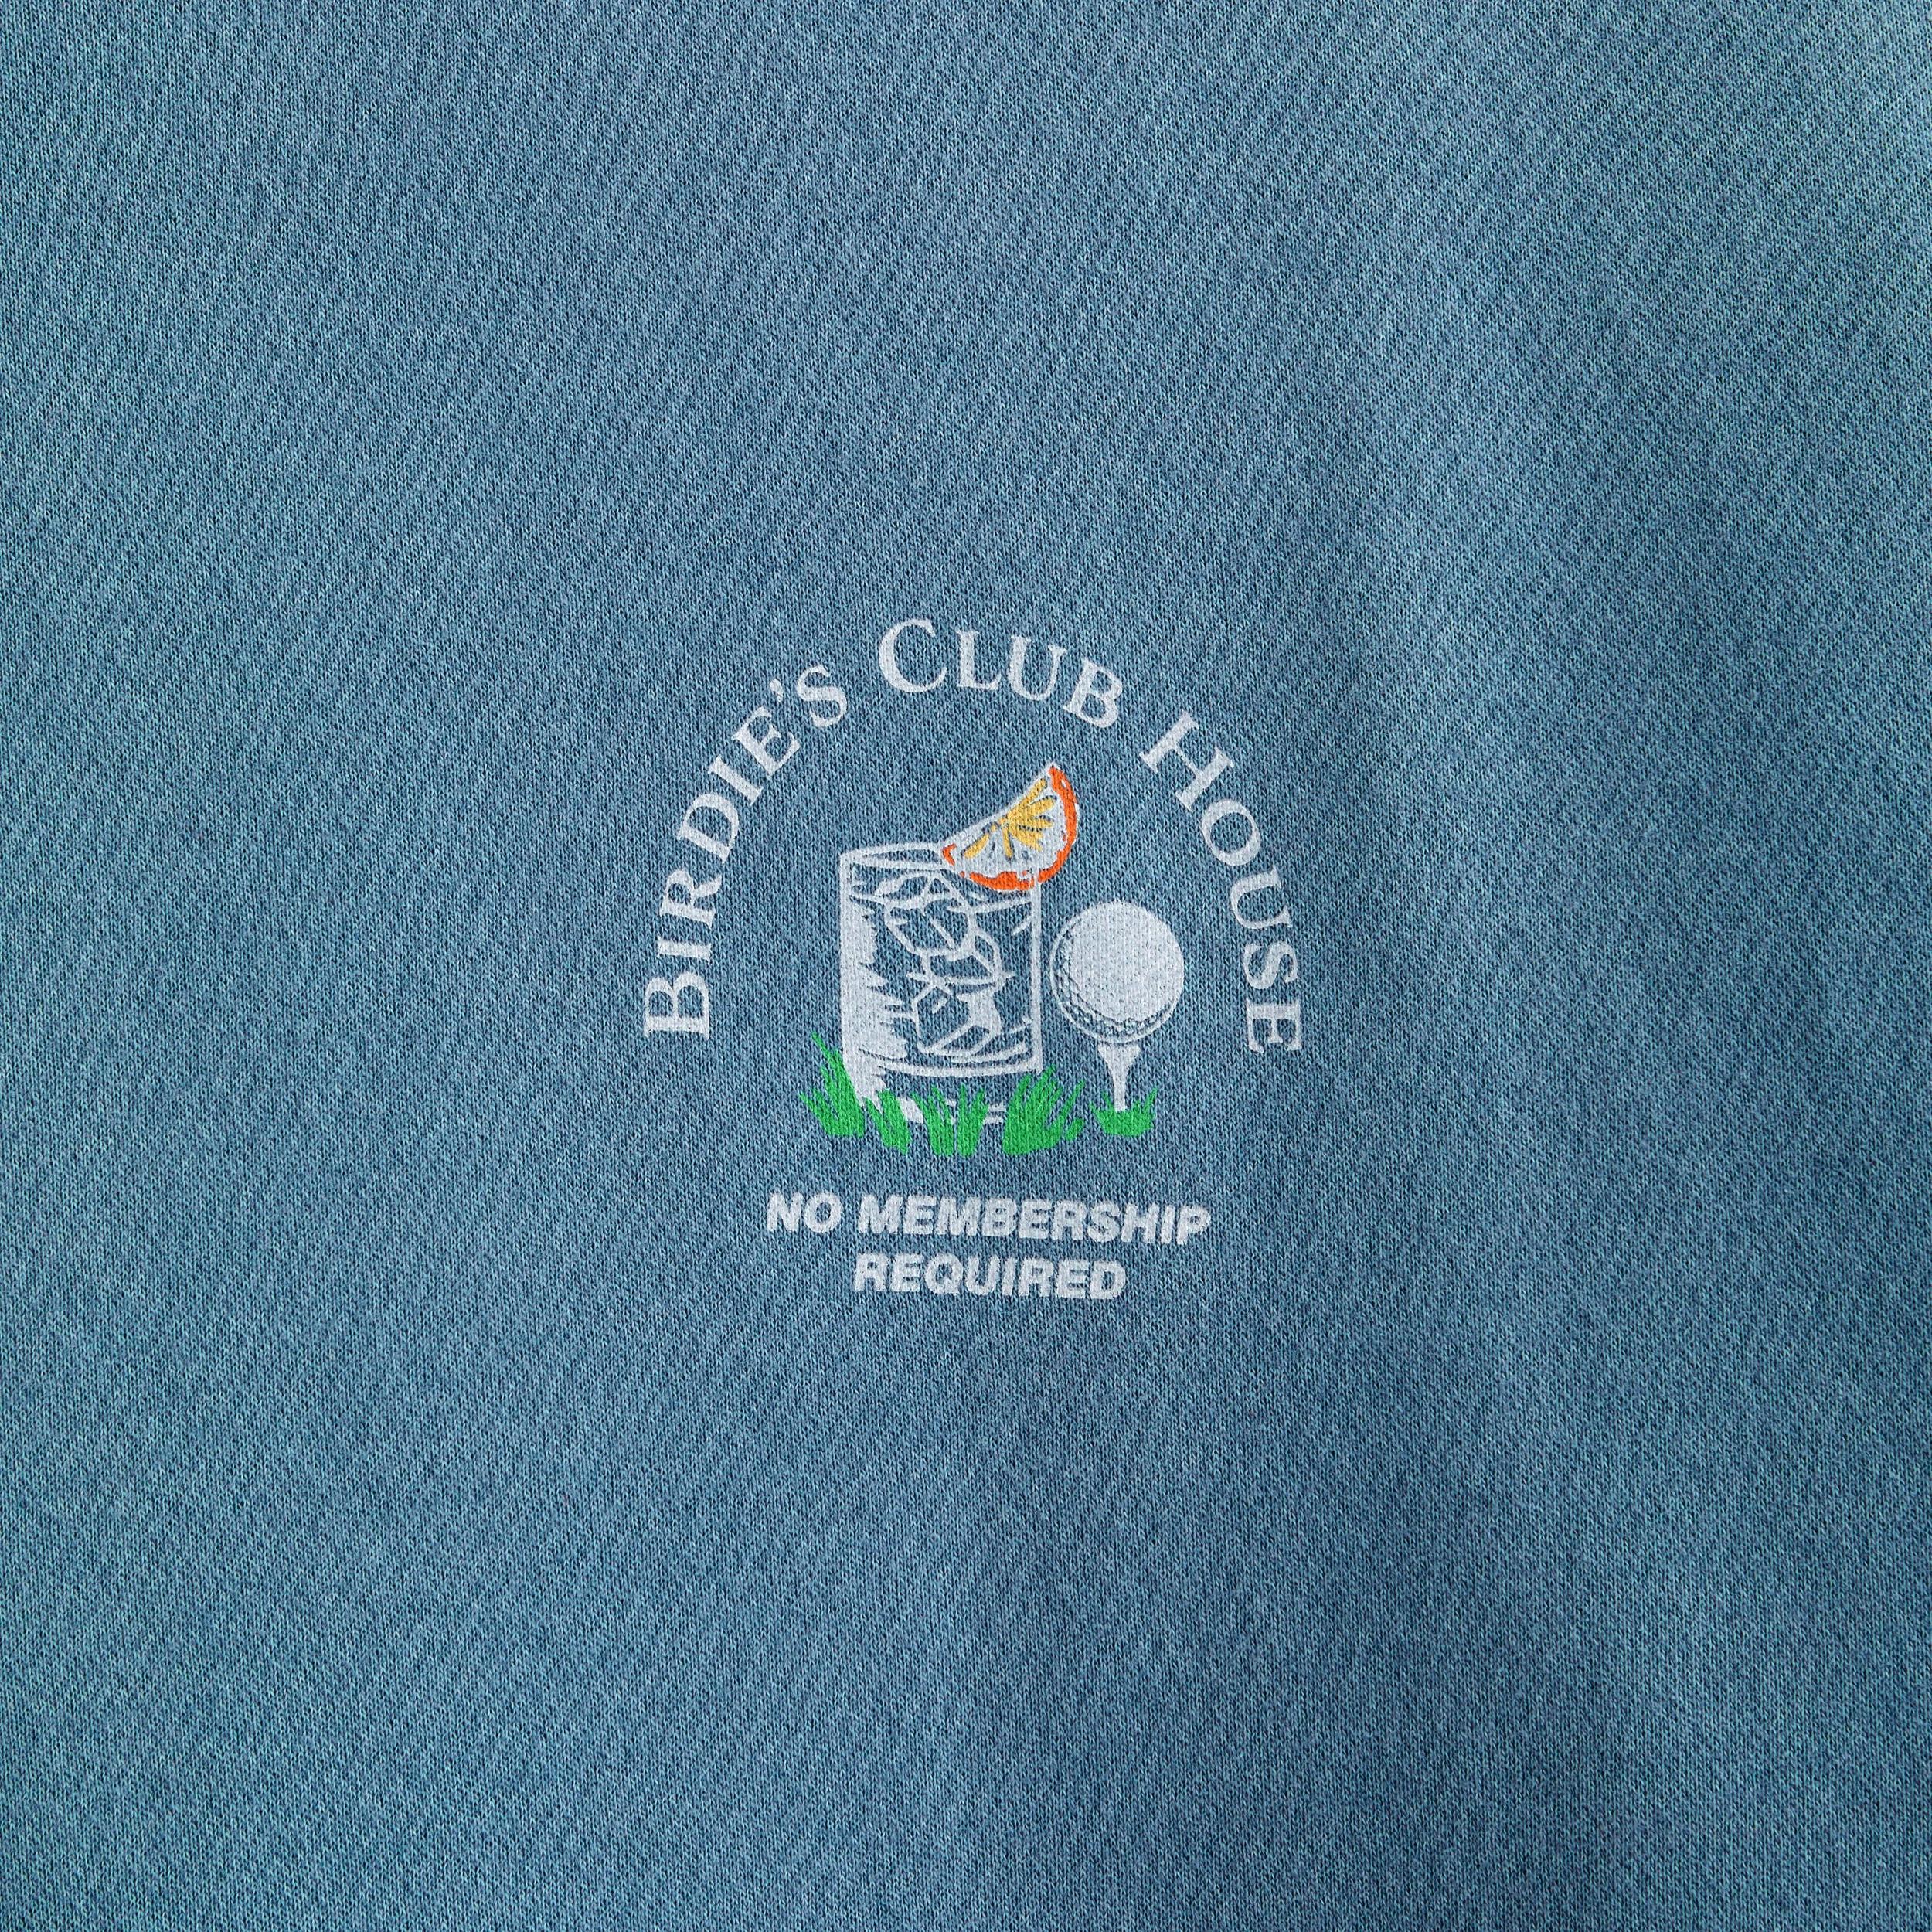 BIRDIE'S CLUB HOUSE
NO MEMBERSHIP
REQUIRED